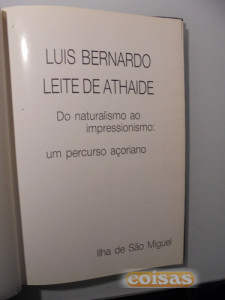 LUIS BERNARDO
LEITE DE ATHAIDE
Do naturalismo ao
impressionismo:
um percurso açoriano
Ilha de São Miguel
coisas